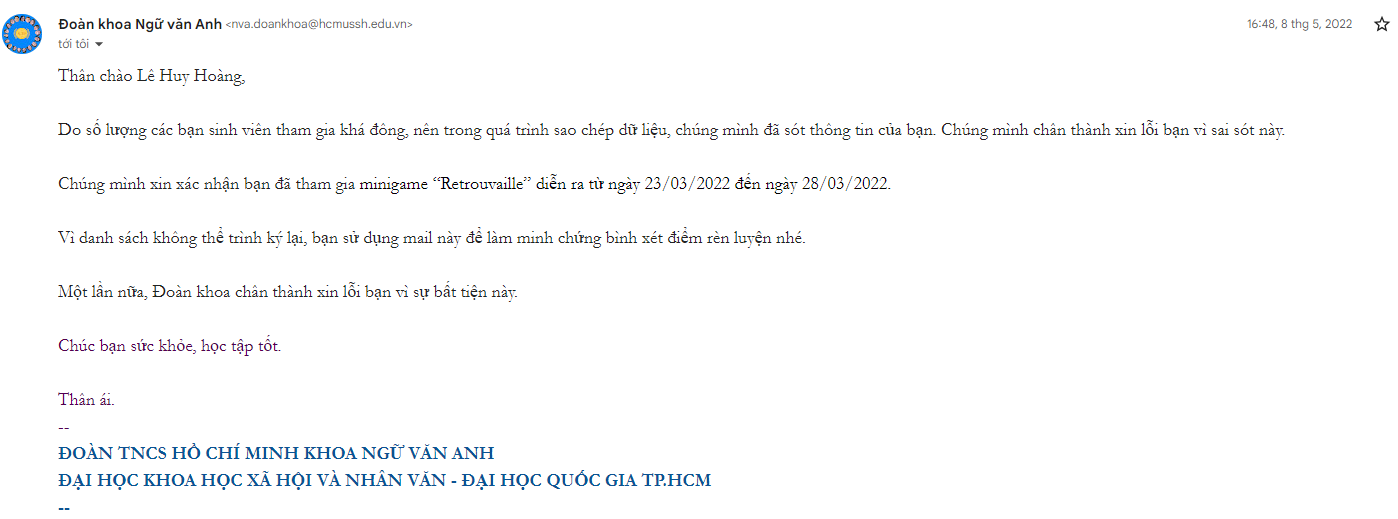 Đoàn khoa Ngữ văn Anh <nva.doankhoa@hcmussh.edu.vn>
16:48, 8 thg 5, 2022
tới tôi
Thân chào Lê Huy Hoàng,
Do số lượng các bạn sinh viên tham gia khá đông, nên trong quá trình sao chép dữ liệu, chúng mình đã sót thông tin của bạn. Chúng mình chân thành xin lỗi bạn vì sai sót này.
Chúng mình xin xác nhận bạn đã tham gia minigame “Retrouvaille” diễn ra từ ngày 23/03/2022 đến ngày 28/03/2022.
Vì danh sách không thể trình ký lại, bạn sử dụng mail này để làm minh chứng bình xét điểm rèn luyện nhé.
Một lần nữa, Đoàn khoa chân thành xin lỗi bạn vì sự bất tiện này.
Chúc bạn sức khỏe, học tập tốt.
Thân ái.
--
ĐOÀN TNCS HỒ CHÍ MINH KHOA NGỮ VĂN ANH
ĐẠI HỌC KHOA HỌC XÃ HỘI VÀ NHÂN VĂN - ĐẠI HỌC QUỐC GIA TP.HCM
--